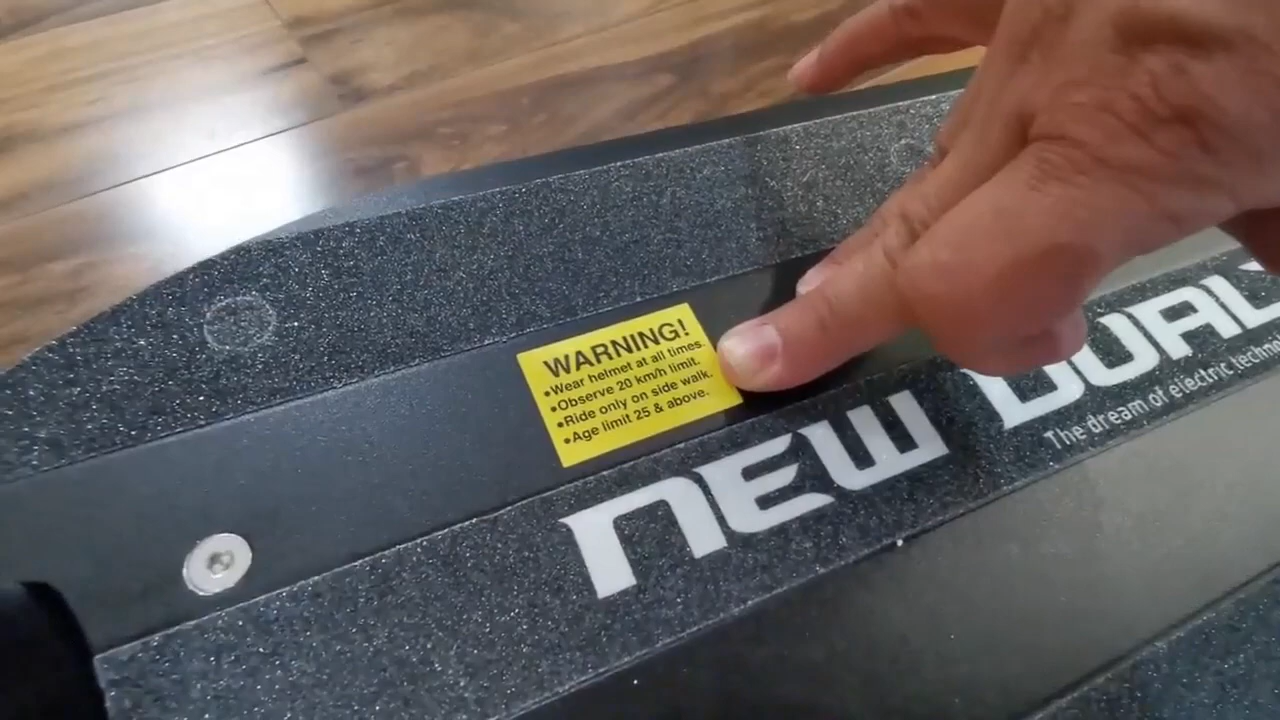 WARNING!
•Wear helmet at all times.
•Observe 20 km/h limit.
•Ride only on side walk.
•Age limit 25 & above.
NEW DUAL
The dream of electric